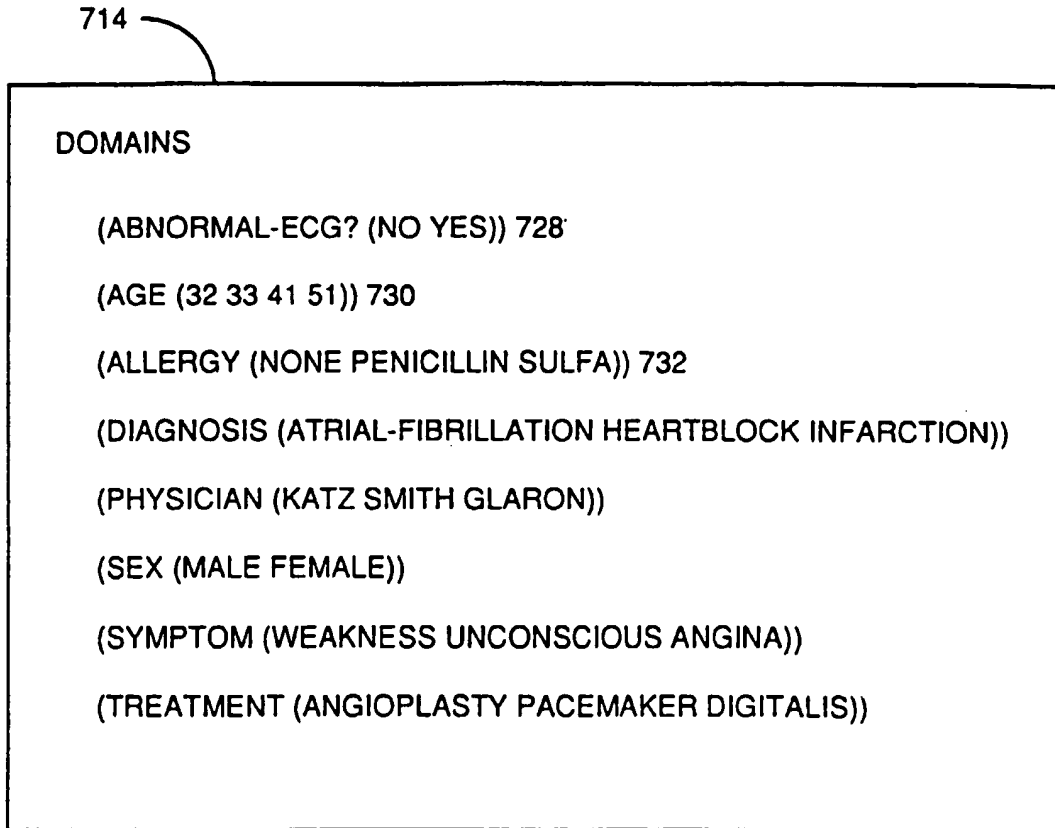 714
DOMAINS
(ABNORMAL-ECG? (NO YES)) 728
(AGE (32 33 41 51)) 730
(ALLERGY (NONE PENICILLIN SULFA)) 732
(DIAGNOSIS (ATRIAL-FIBRILLATION HEARTBLOCK INFARCTION))
(PHYSICIAN (KATZ SMITH GLARON))
(SEX (MALE FEMALE))
(SYMPTOM (WEAKNESS UNCONSCIOUS ANGINA))
(TREATMENT (ANGIOPLASTY PACEMAKER DIGITALIS))